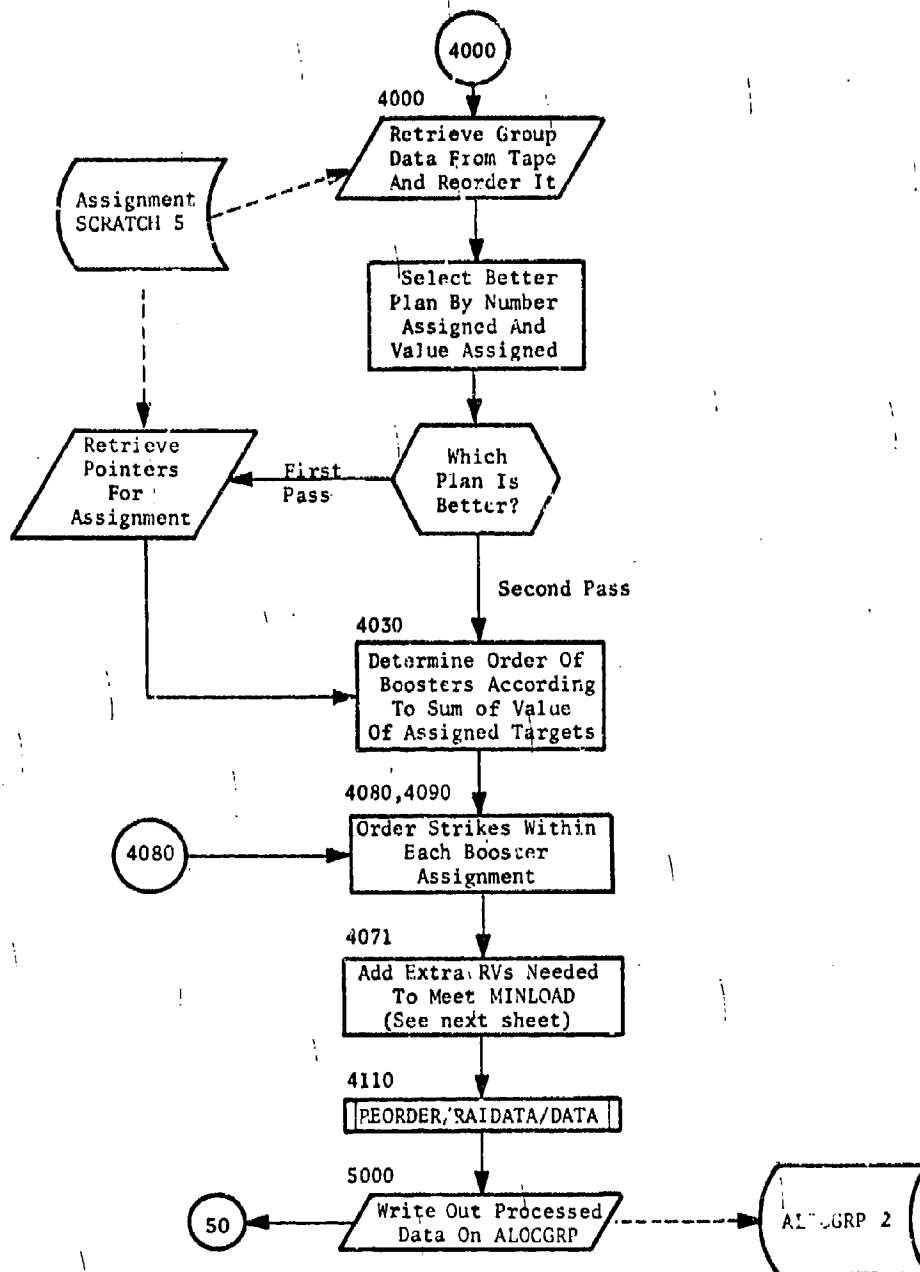 4000
4000
Retrieve Group
Data From Tape
And Reorder It
Assignment
SCRATCH 5
Select Better
Plan By Number
Assigned And
Value Assigned
Which
Plan Is
Better?
First
Pass
Retrieve
Pointers
For
Assignment
Second Pass
4030
Determine Order Of
Boosters According
To Sum of Value
Of Assigned Targets
4080,4090
Order Strikes Within
Each Booster
Assignment
4080
4071
Add Extra RVs Needed
To Meet MINLOAD
(See next sheet)
4110
REORDER/RAIDATA/DATA
5000
Write Out Processed
Data On ALOCGRP
50
2